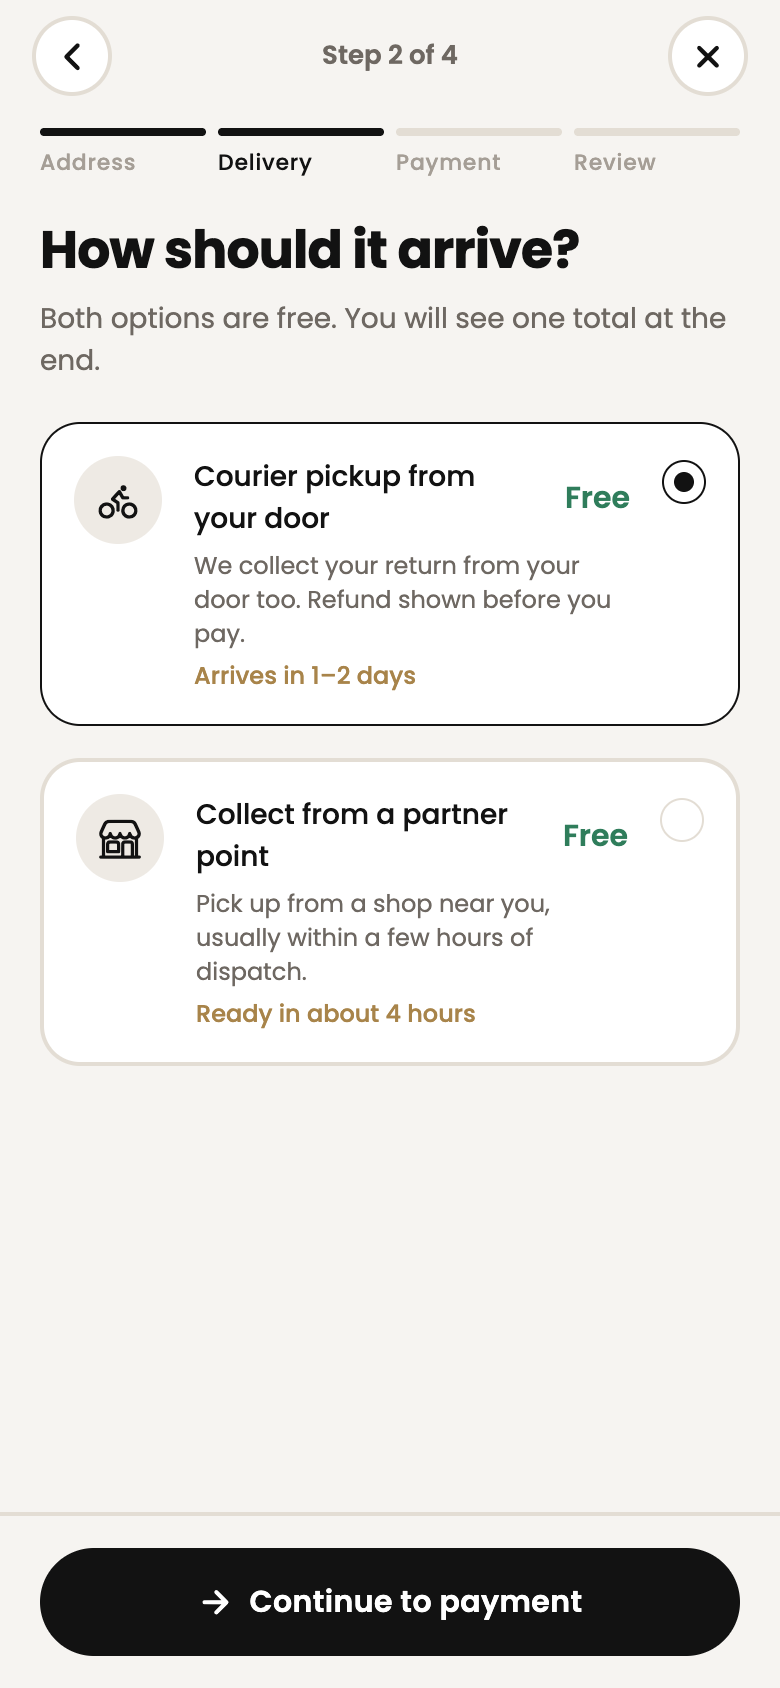 Step 2 of 4
Address
Delivery
Payment
Review
How should it arrive?
Both options are free. You will see one total at the
end.
Courier pickup from
your door
Free
We collect your return from your
door too. Refund shown before you
pay.
Arrives in 1–2 days
Collect from a partner
point
Free
Pick up from a shop near you,
usually within a few hours of
dispatch.
Ready in about 4 hours
Continue to payment